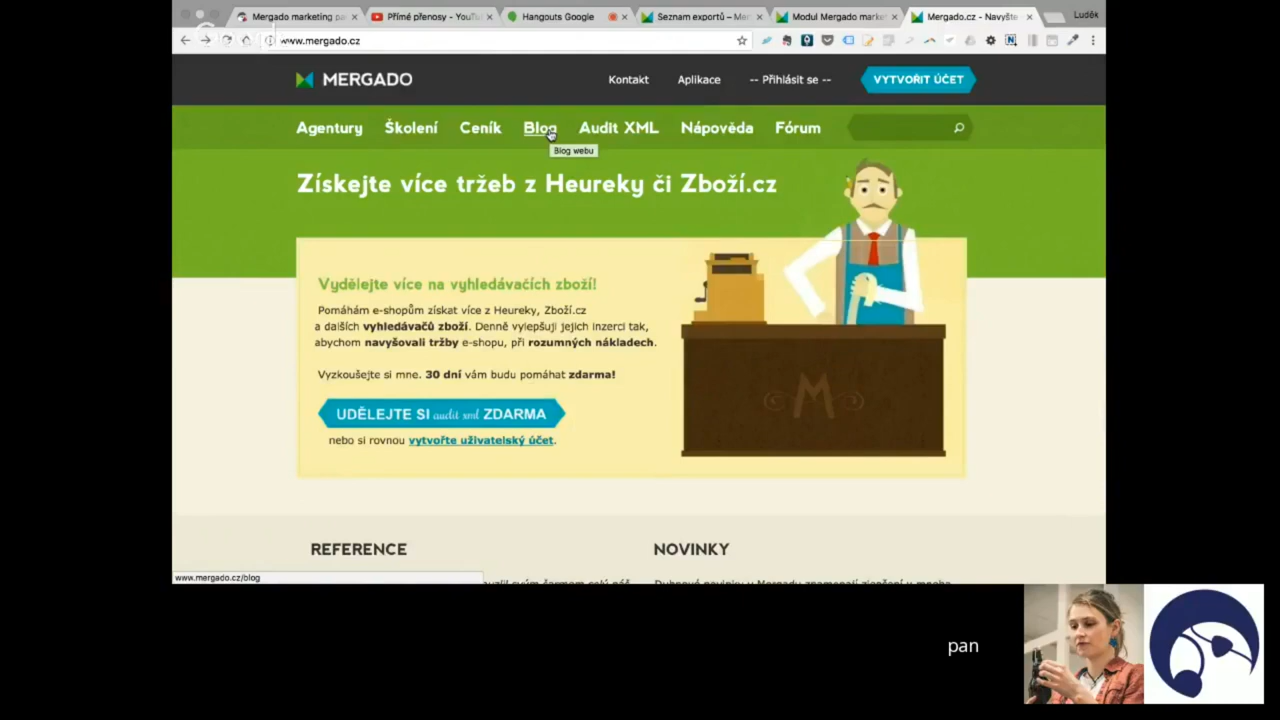 Mergado marketing pa
Přímé přenosy - YouTu
Hangouts Google
Seznam exportů – Mer
Modul Mergado market
Mergado.cz - Navyšte
Luděk
www.mergado.cz
MERGADO
Kontakt
Aplikace
-- Přihlásit se --
VYTVOŘIT ÚČET
Agentury
Školení
Ceník
Blog
Audit XML
Nápověda
Fórum
Blog webu
Získejte více tržeb z Heureky či Zboží.cz
Vydělejte více na vyhledávačích zboží!
Pomáhám e-shopům získat více z Heureky, Zboží.cz
a dalších vyhledávačů zboží. Denně vylepšuji jejich inzerci tak,
abychom navyšovali tržby e-shopu, při rozumných nákladech.
Vyzkoušejte si mne. 30 dní vám budu pomáhat zdarma!
UDĚLEJTE SI audit xml ZDARMA
nebo si rovnou vytvořte uživatelský účet.
M
REFERENCE
NOVINKY
www.mergado.cz/blog
pan